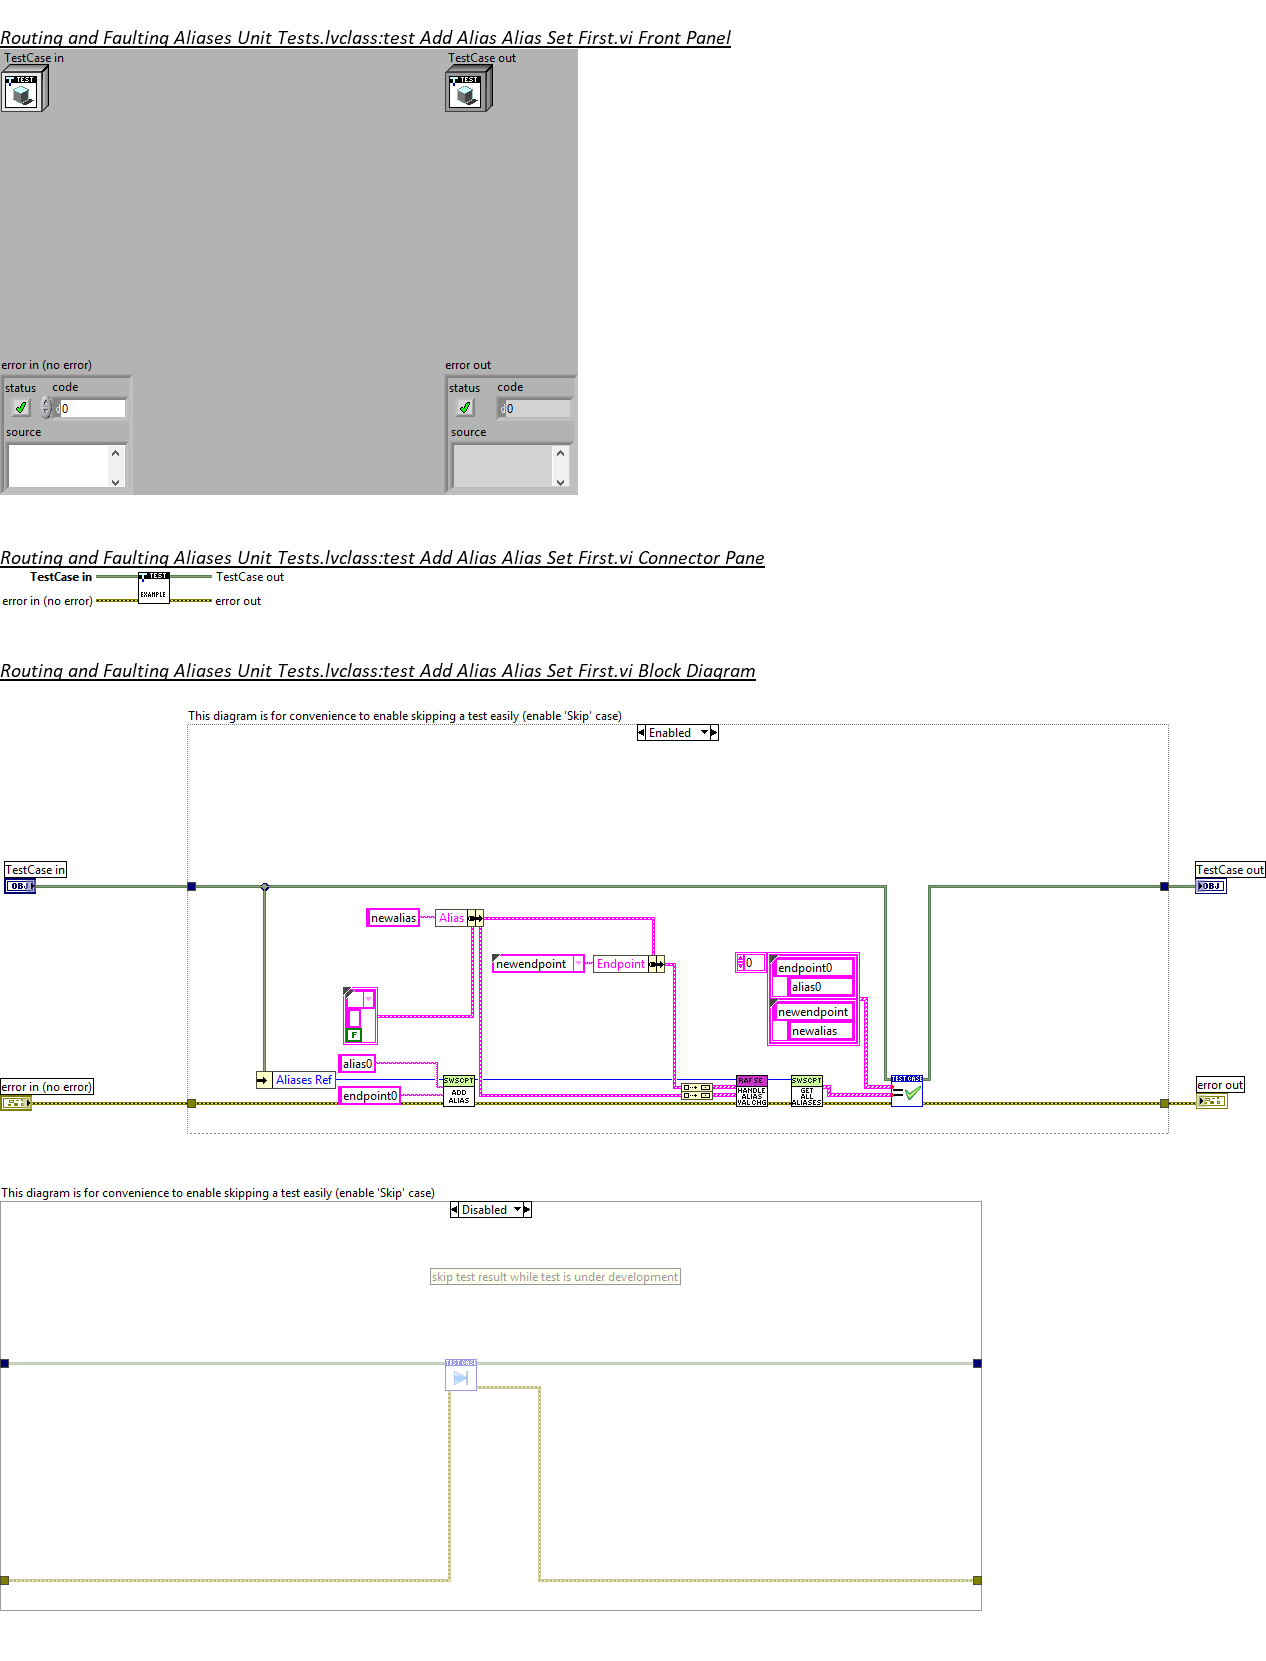 Routing and Faulting Aliases Unit Tests.lvclass:test Add Alias Alias Set First.vi Front Panel
TestCase in
TestCase out
TEST
TEST
error in (no error)
error out
status code
status code
d0
d0
source
source
Routing and Faulting Aliases Unit Tests.lvclass:test Add Alias Alias Set First.vi Connector Pane
TestCase in
TEST
TestCase out
error in (no error)
EXAMPLE
error out
Routing and Faulting Aliases Unit Tests.lvclass:test Add Alias Alias Set First.vi Block Diagram
This diagram is for convenience to enable skipping a test easily (enable 'Skip' case)
Enabled
TestCase in
OBJ
TestCase out
OBJ
newalias
Alias
newendpoint
Endpoint
0
endpoint0
alias0
newendpoint
newalias
F
alias0
Aliases Ref
endpoint0
SWSCPT
ADD
ALIAS
RAF SE
HANDLE
ALIAS
VAL CHG
SWSCPT
GET
ALL
ALIASES
TEST CASE
error in (no error)
error out
This diagram is for convenience to enable skipping a test easily (enable 'Skip' case)
Disabled
skip test result while test is under development
TEST CASE